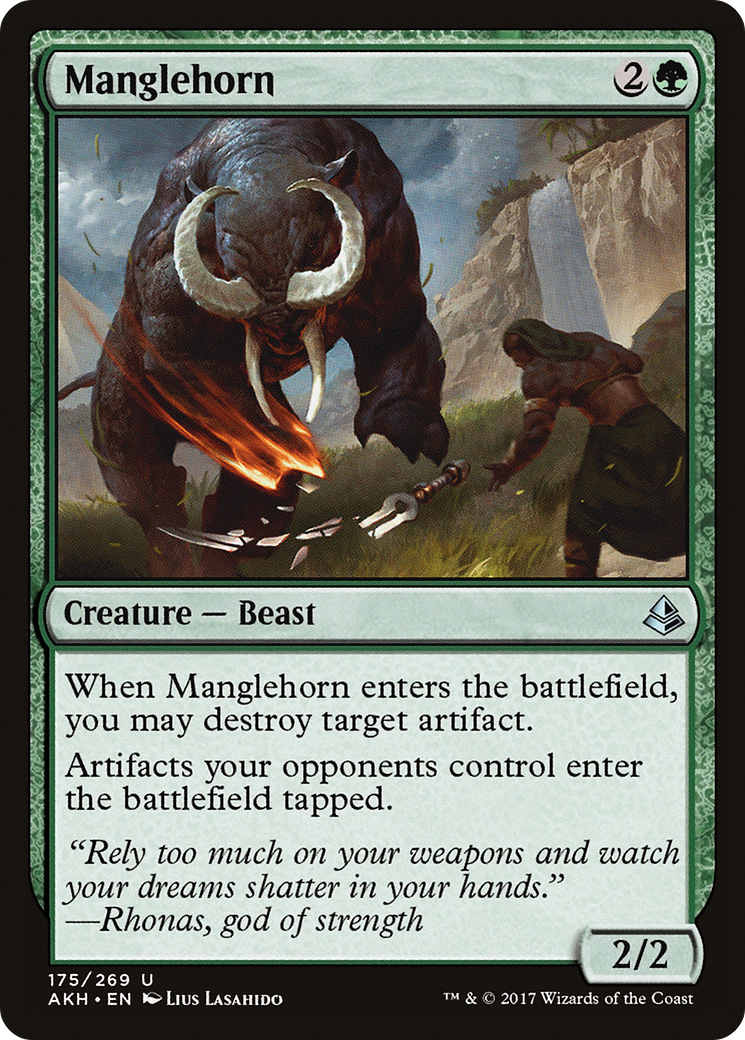 Manglehorn 2
Creature — Beast
When Manglehorn enters the battlefield,
you may destroy target artifact.
Artifacts your opponents control enter
the battlefield tapped.
“Rely too much on your weapons and watch
your dreams shatter in your hands.”
—Rhonas, god of strength
2/2
175/269 U
AKH • EN Lius Lasahido ™ & © 2017 Wizards of the Coast